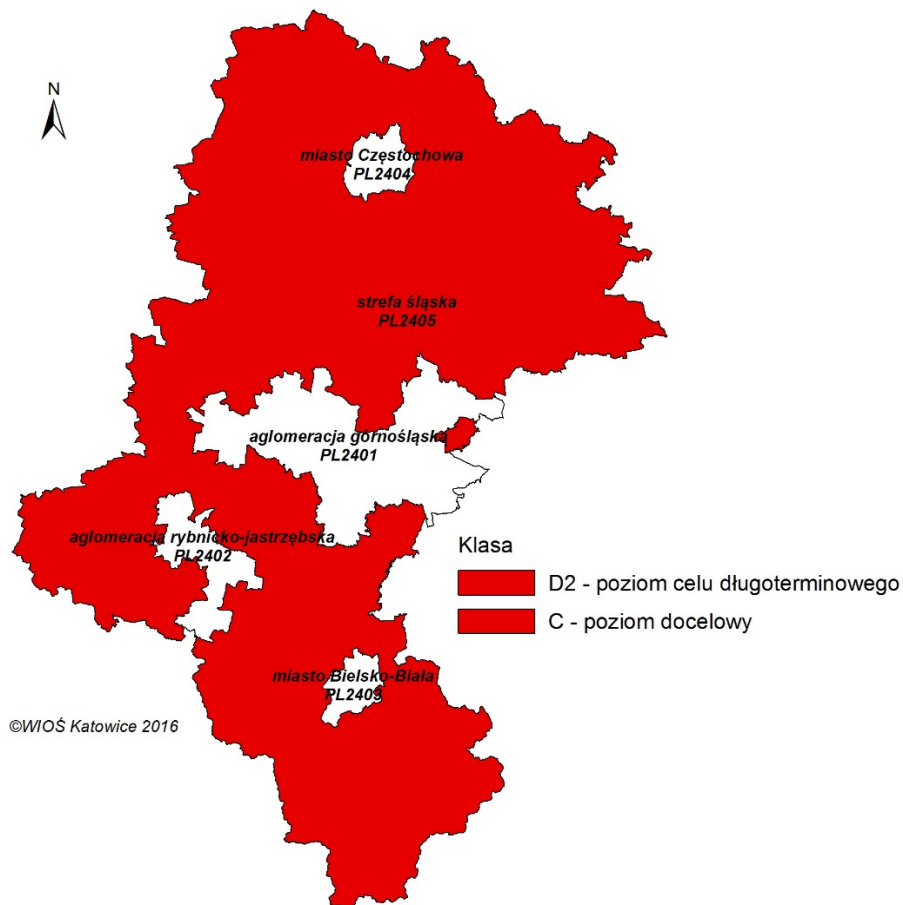 N
miasto Częstochowa
PL2404
strefa śląska
PL2405
aglomeracja górnośląska
PL2401
aglomeracja rybnicko-jastrzębska
PL2402
Klasa
D2 - poziom celu długoterminowego
C - poziom docelowy
miasto Bielsko-Biała
PL2403
©WIOŚ Katowice 2016